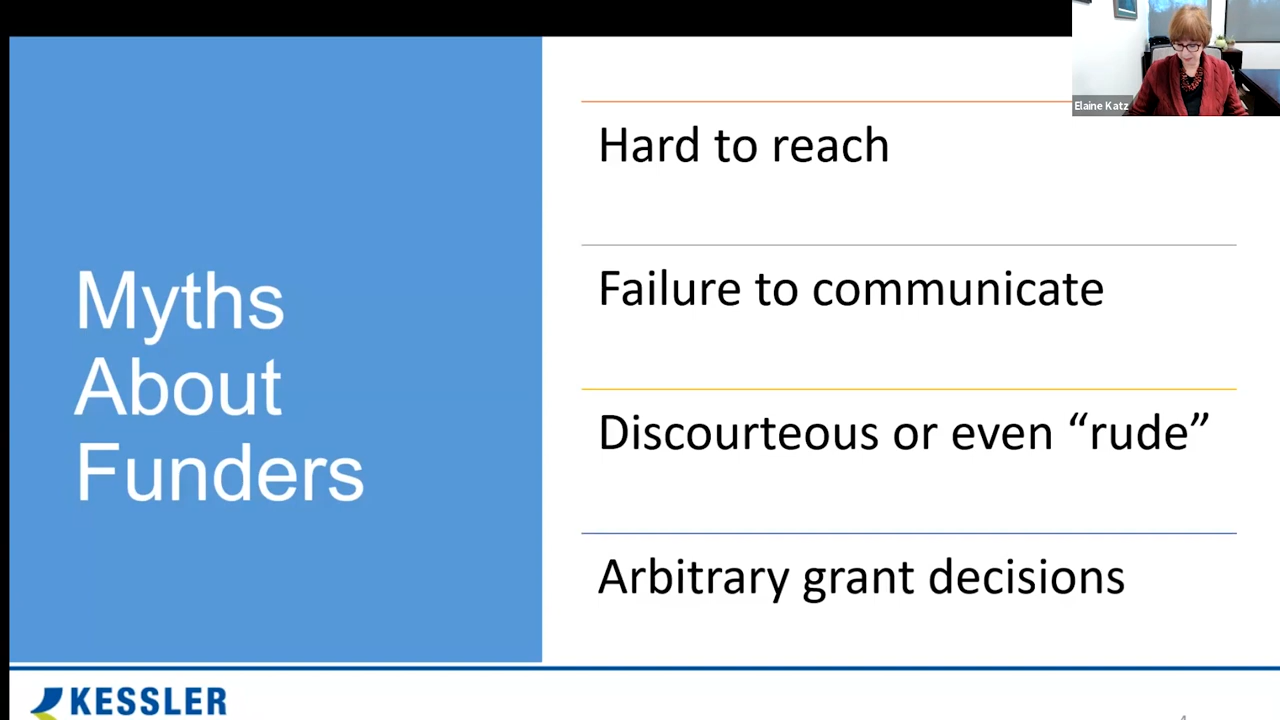 Elaine Katz
Myths
About
Funders
Hard to reach
Failure to communicate
Discourteous or even “rude”
Arbitrary grant decisions
KESSLER
4